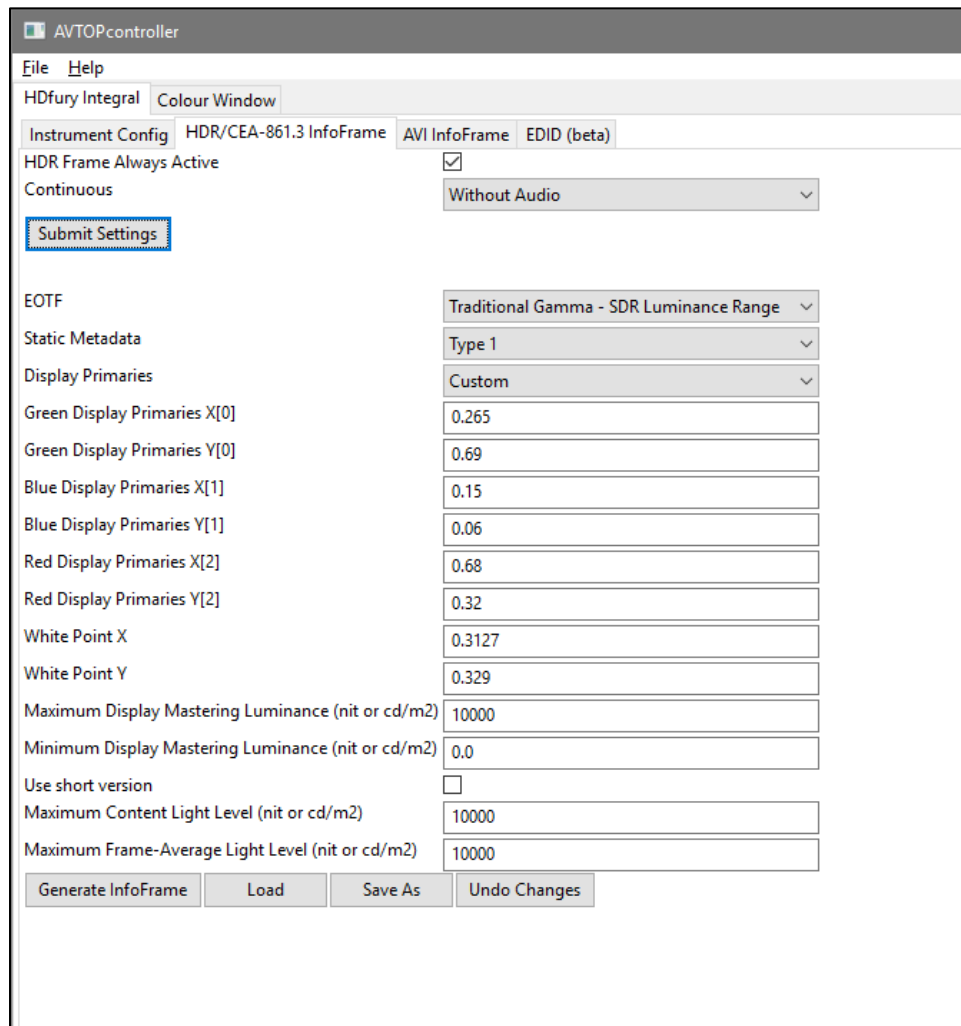 AVTOPcontroller
File Help
HDfury Integral Colour Window
Instrument Config HDR/CEA-861.3 InfoFrame AVI InfoFrame EDID (beta)
HDR Frame Always Active
Continuous Without Audio
Submit Settings
EOTF Traditional Gamma - SDR Luminance Range
Static Metadata Type 1
Display Primaries Custom
Green Display Primaries X[0] 0.265
Green Display Primaries Y[0] 0.69
Blue Display Primaries X[1] 0.15
Blue Display Primaries Y[1] 0.06
Red Display Primaries X[2] 0.68
Red Display Primaries Y[2] 0.32
White Point X 0.3127
White Point Y 0.329
Maximum Display Mastering Luminance (nit or cd/m2) 10000
Minimum Display Mastering Luminance (nit or cd/m2) 0.0
Use short version
Maximum Content Light Level (nit or cd/m2) 10000
Maximum Frame-Average Light Level (nit or cd/m2) 10000
Generate InfoFrame Load Save As Undo Changes